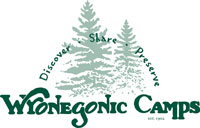 Discover · Share · Preserve
Wyonegonic Camps
EST. 1902